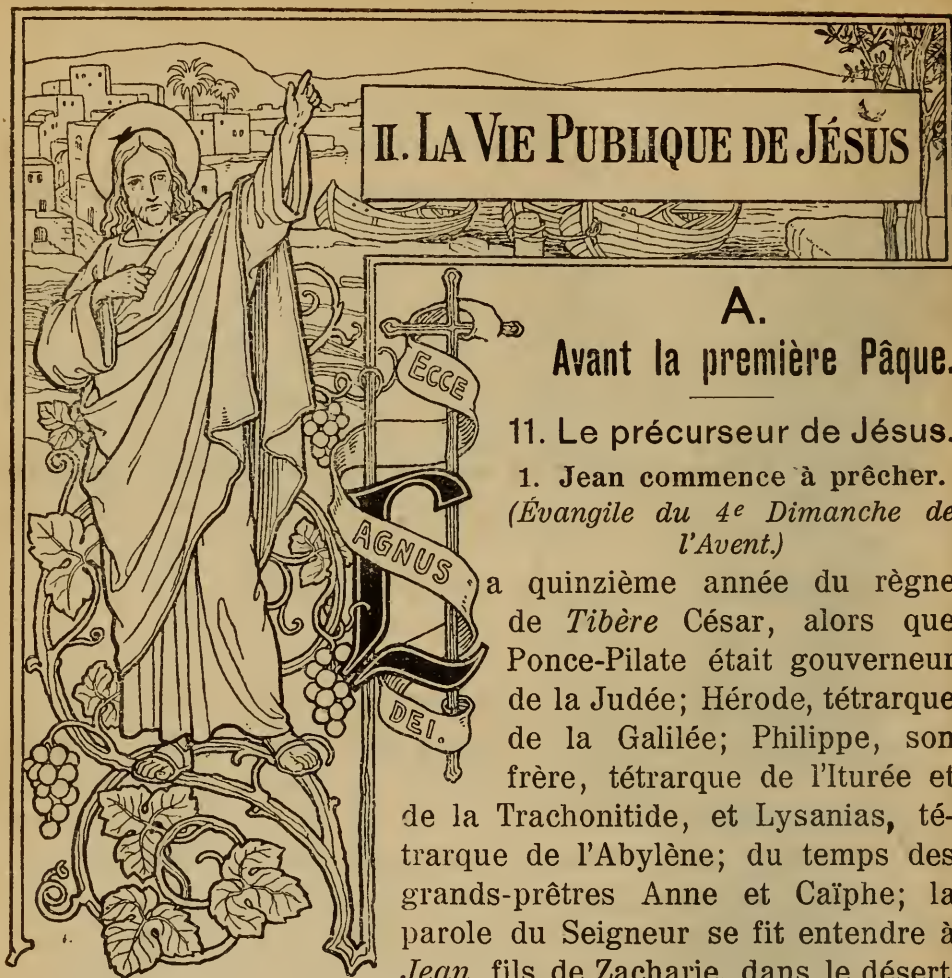 II. LA VIE PUBLIQUE DE JÉSUS
A.
Avant la première Pâque.
11. Le précurseur de Jésus.
1. Jean commence à prêcher.
(Évangile du 4e Dimanche de
l'Avent.)
ECCE
AGNUS
DEI.
La quinzième année du règne
de Tibère César, alors que
Ponce-Pilate était gouverneur
de la Judée; Hérode, tétrarque
de la Galilée; Philippe, son
frère, tétrarque de l'Iturée et
de la Trachonitide, et Lysanias, té-
trarque de l'Abylène; du temps des
grands-prêtres Anne et Caïphe; la
parole du Seigneur se fit entendre à
Jean, fils de Zacharie, dans le désert